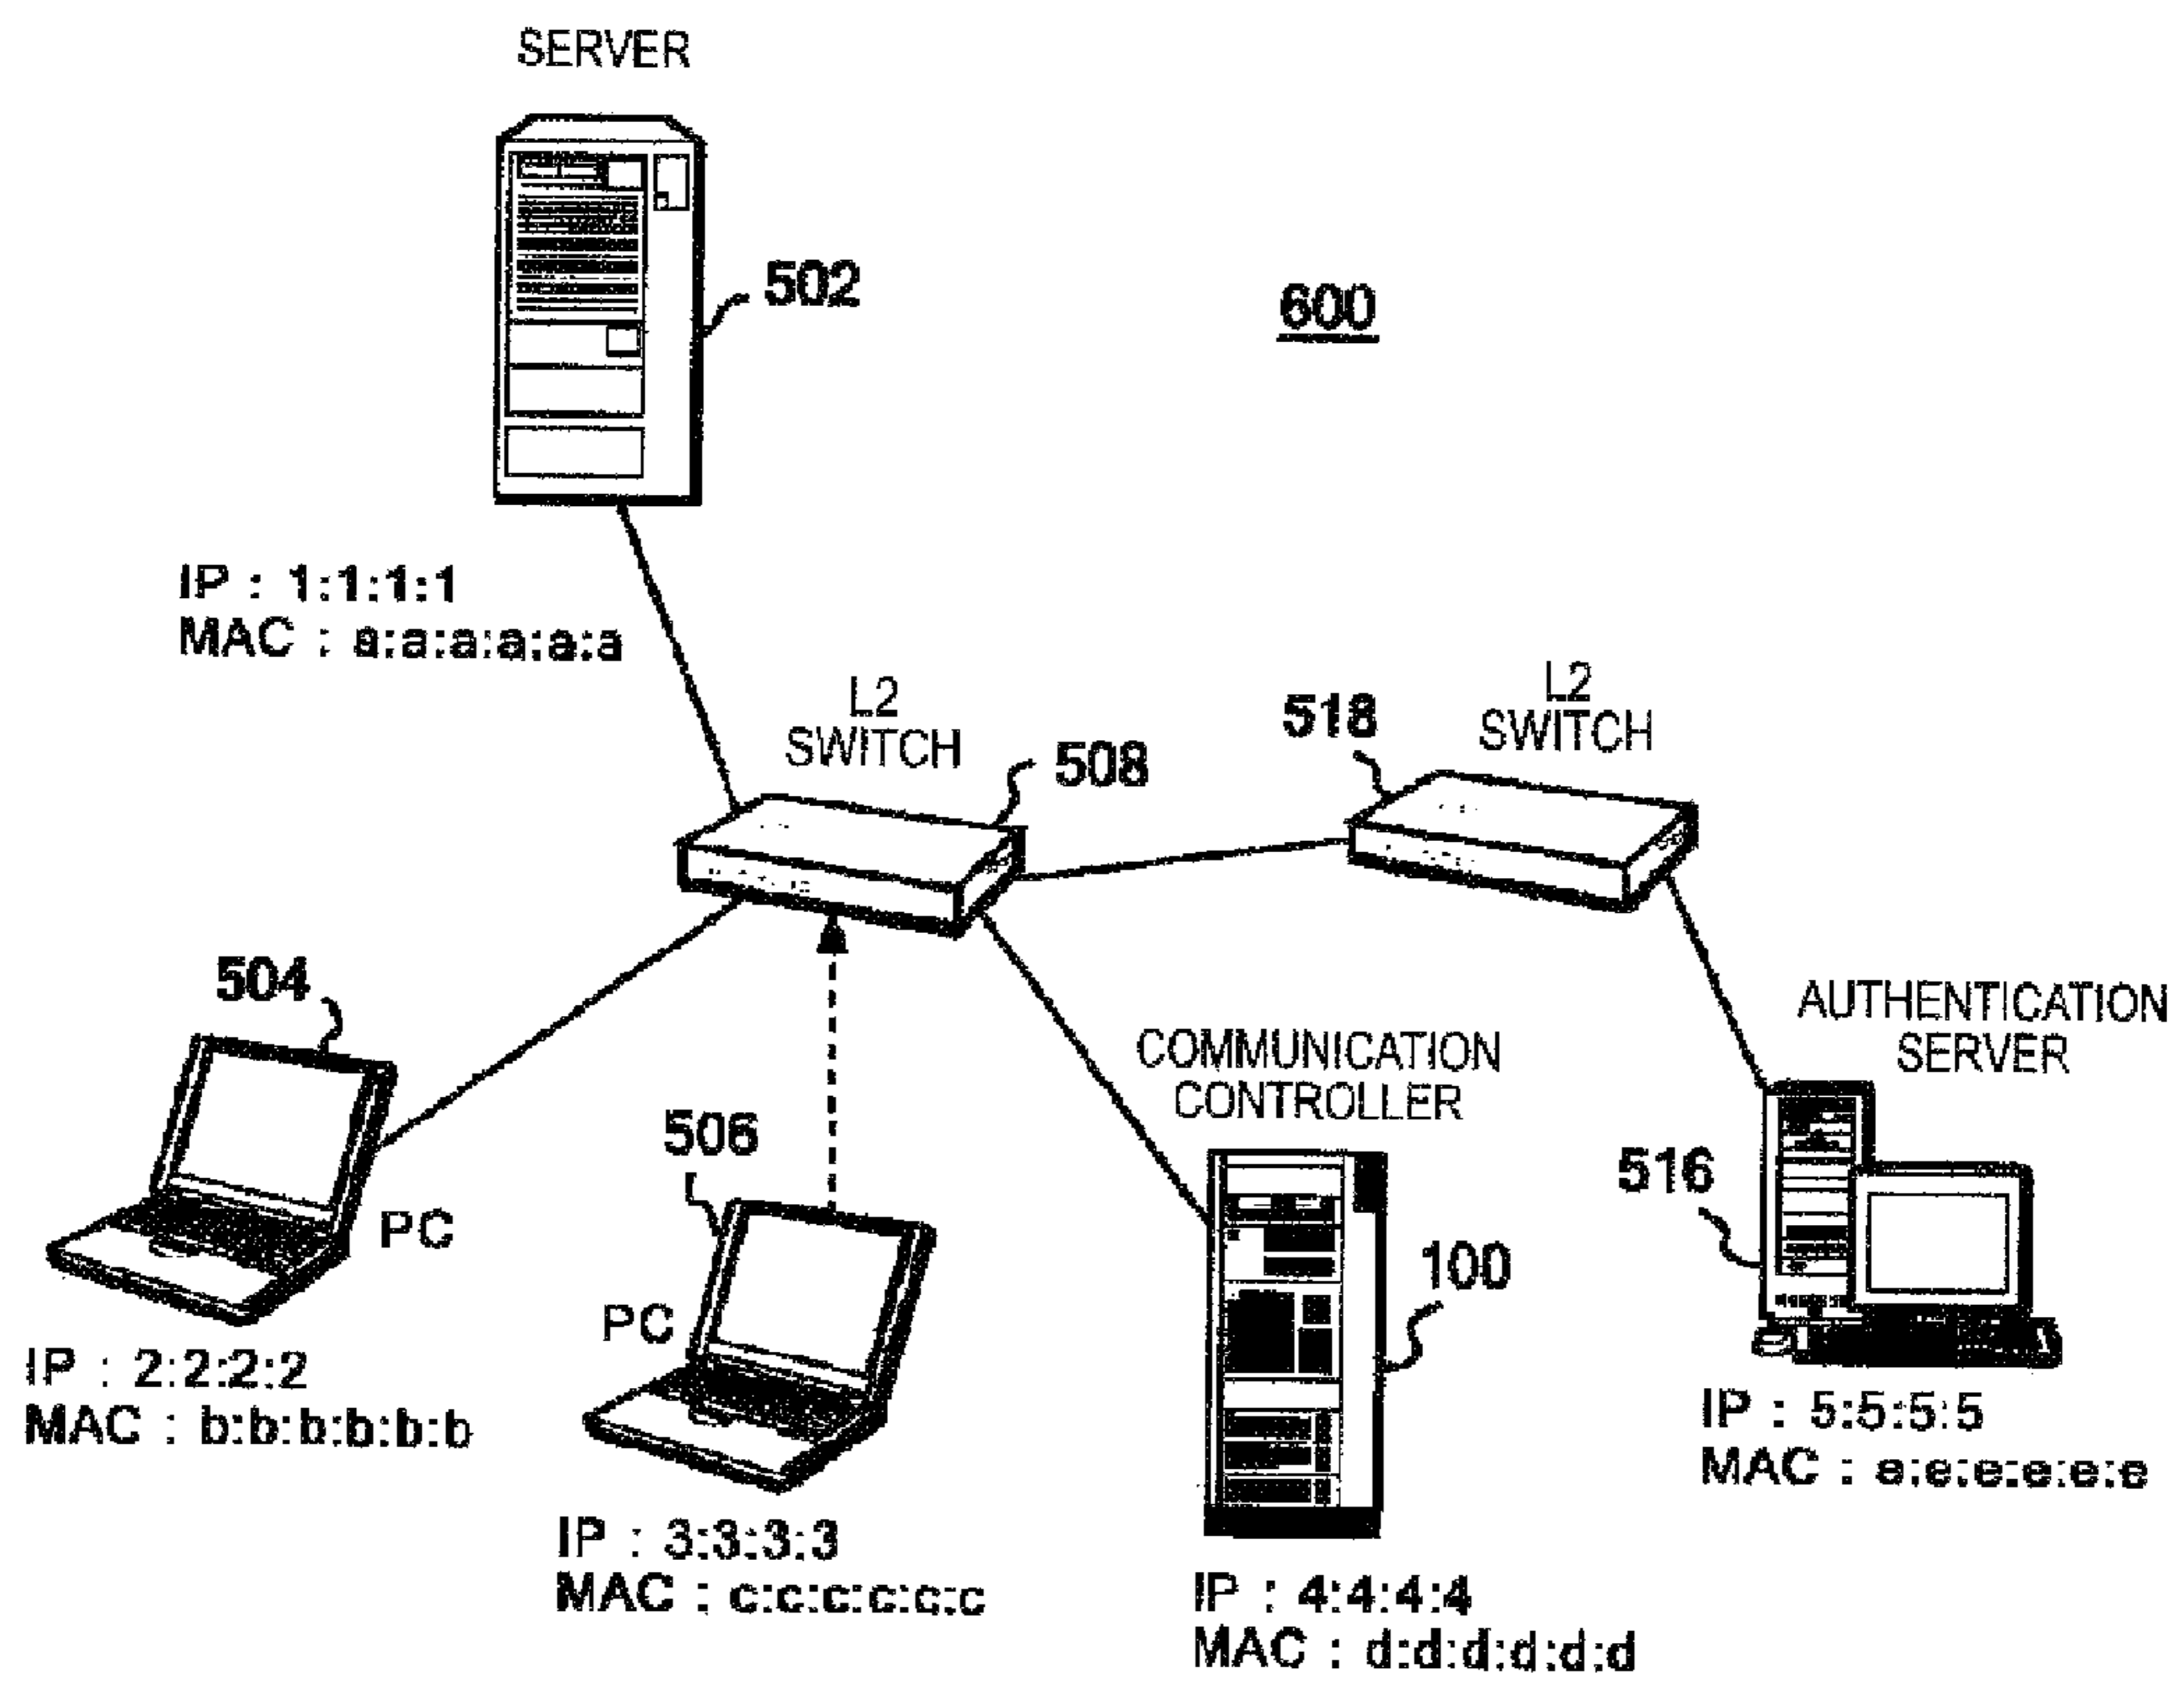 SERVER
502
600
IP : 1:1:1:1
MAC : a:a:a:a:a:a
L2
SWITCH
508
518
L2
SWITCH
504
PC
IP : 2:2:2:2
MAC : b:b:b:b:b:b
506
PC
IP : 3:3:3:3
MAC : c:c:c:c:c:c
COMMUNICATION
CONTROLLER
100
IP : 4:4:4:4
MAC : d:d:d:d:d:d
AUTHENTICATION
SERVER
516
IP : 5:5:5:5
MAC : e:e:e:e:e:e